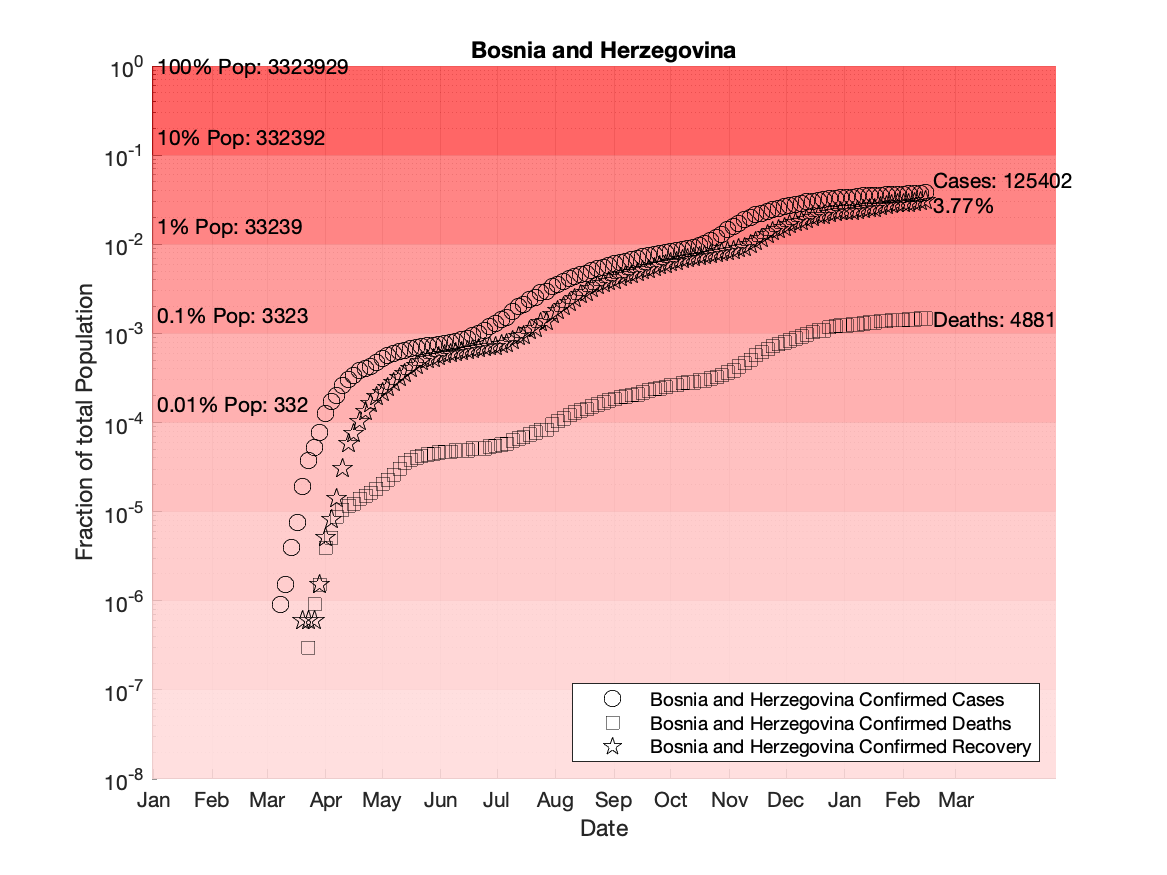 Bosnia and Herzegovina
10^0
100% Pop: 3323929
10% Pop: 332392
10^-1
Cases: 125402
3.77%
1% Pop: 33239
10^-2
0.1% Pop: 3323
Deaths: 4881
10^-3
0.01% Pop: 332
10^-4
10^-5
10^-6
10^-7
10^-8
Fraction of total Population
Bosnia and Herzegovina Confirmed Cases
Bosnia and Herzegovina Confirmed Deaths
Bosnia and Herzegovina Confirmed Recovery
Jan Feb Mar Apr May Jun Jul Aug Sep Oct Nov Dec Jan Feb Mar
Date